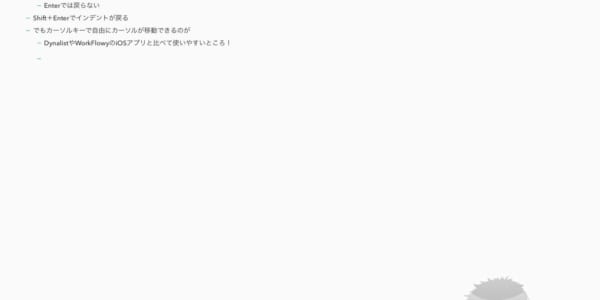 – Enterでは戻らない
– Shift＋Enterでインデントが戻る
– でもカーソルキーで自由にカーソルが移動できるのが
– DynalistやWorkFlowyのiOSアプリと比べて使いやすいところ！
–